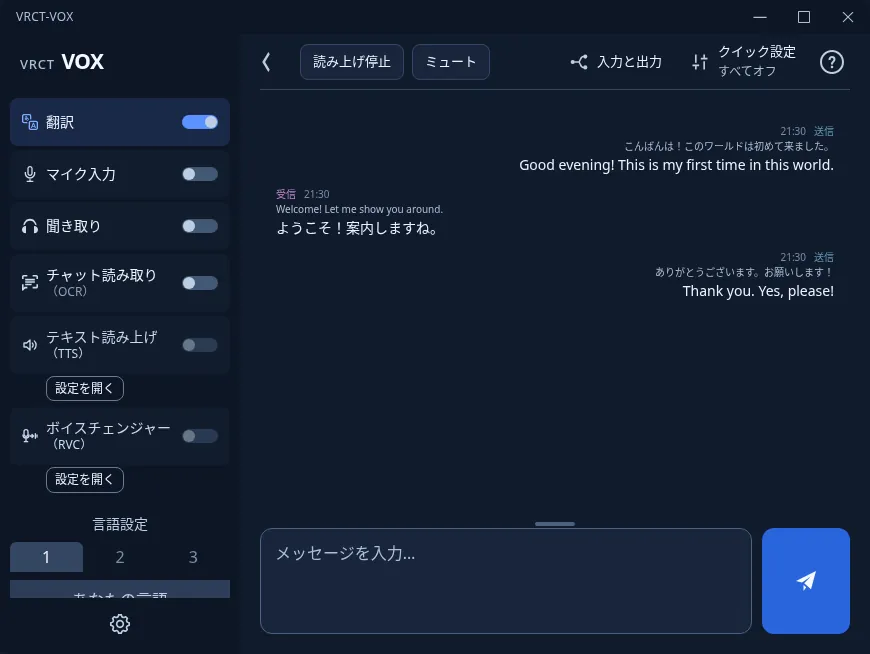 VRCT-VOX
VRCT VOX
翻訳
マイク入力
聞き取り
チャット読み取り
（OCR）
テキスト読み上げ
（TTS）
設定を開く
ボイスチェンジャー
（RVC）
設定を開く
言語設定
1 2 3
あなたの言語
読み上げ停止
ミュート
入力と出力
クイック設定
すべてオフ
?
21:30 送信
こんばんは！このワールドは初めて来ました。
Good evening! This is my first time in this world.
受信 21:30
Welcome! Let me show you around.
ようこそ！案内しますね。
21:30 送信
ありがとうございます。お願いします！
Thank you. Yes, please!
メッセージを入力...